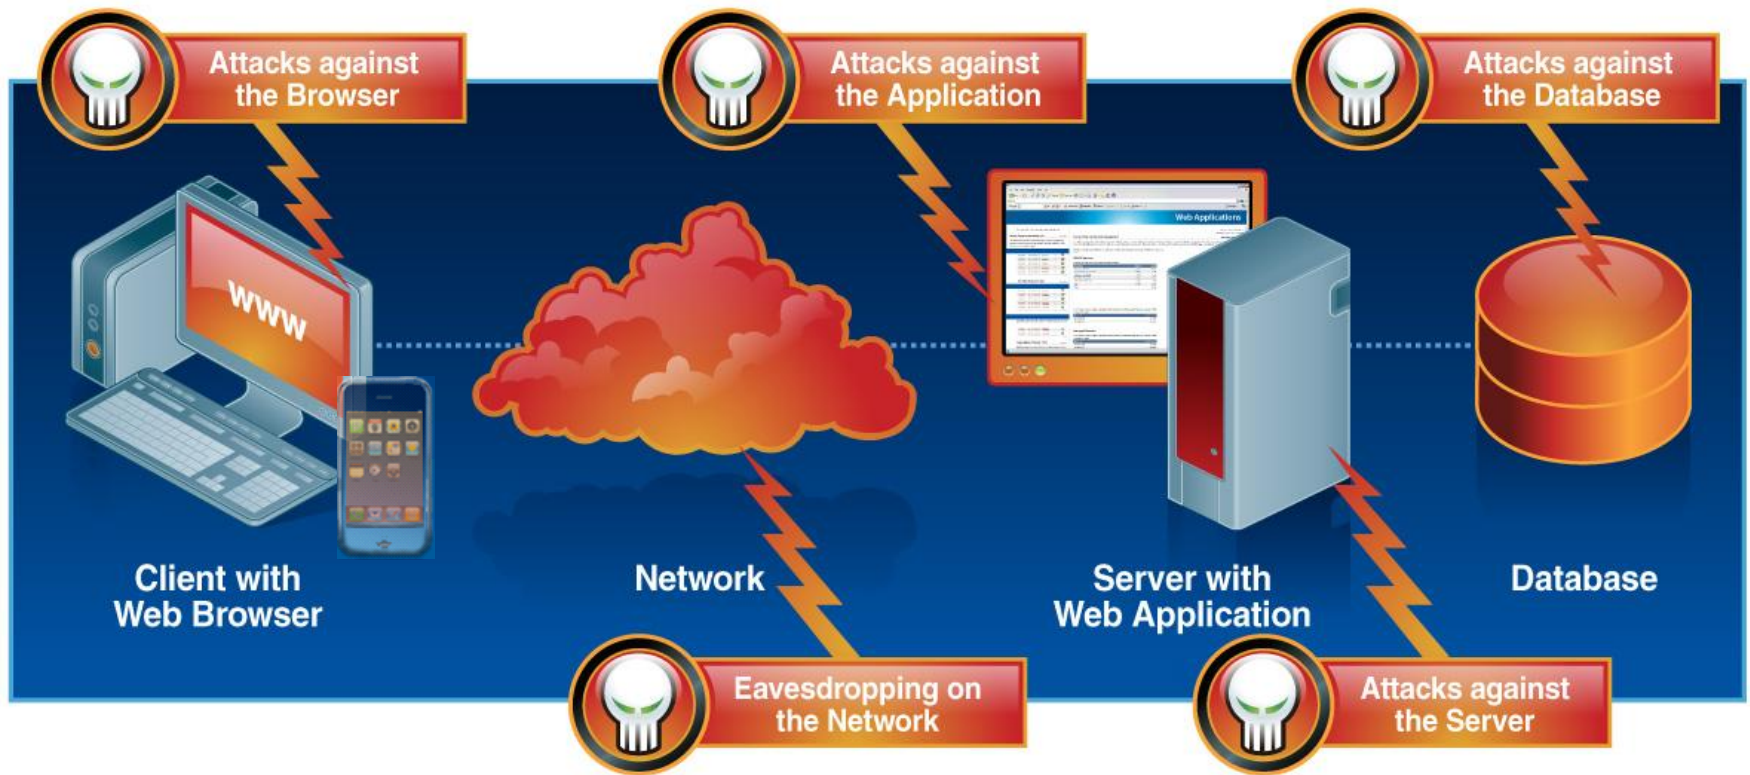 Attacks against
the Browser
Attacks against
the Application
Attacks against
the Database
WWW
Web Applications
Client with
Web Browser
Network
Server with
Web Application
Database
Eavesdropping on
the Network
Attacks against
the Server